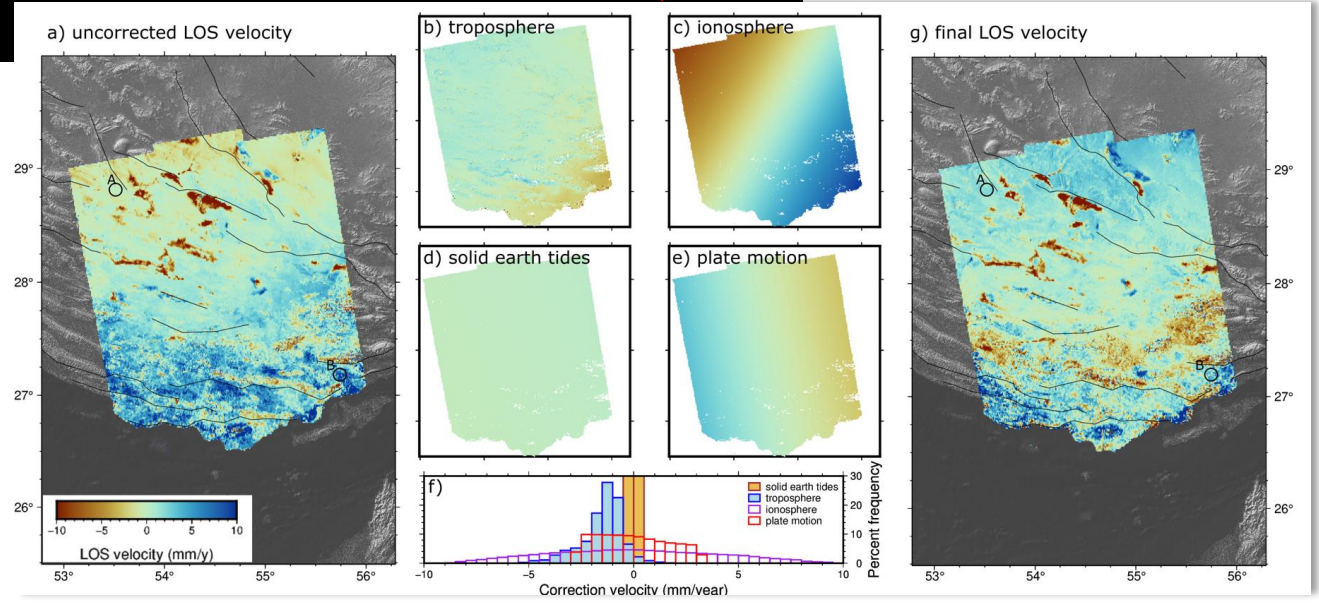 a) uncorrected LOS velocity
b) troposphere
c) ionosphere
g) final LOS velocity
29°
28°
27°
26°
A
B
−10 −5 0 5 10
LOS velocity (mm/y)
53° 54° 55° 56°
d) solid earth tides
e) plate motion
f)
solid earth tides
troposphere
ionosphere
plate motion
30
20
10
0
Percent frequency
−10 −5 0 5 10
Correction velocity (mm/year)
A
B
29°
28°
27°
26°
53° 54° 55° 56°